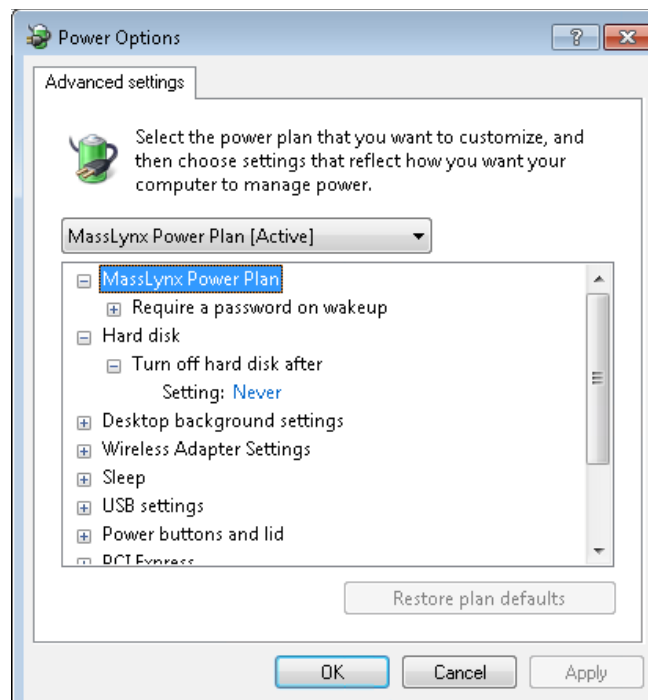 Power Options
Advanced settings
Select the power plan that you want to customize, and
then choose settings that reflect how you want your
computer to manage power.
MassLynx Power Plan [Active]
MassLynx Power Plan
Require a password on wakeup
Hard disk
Turn off hard disk after
Setting: Never
Desktop background settings
Wireless Adapter Settings
Sleep
USB settings
Power buttons and lid
PCI Express
Restore plan defaults
OK Cancel Apply